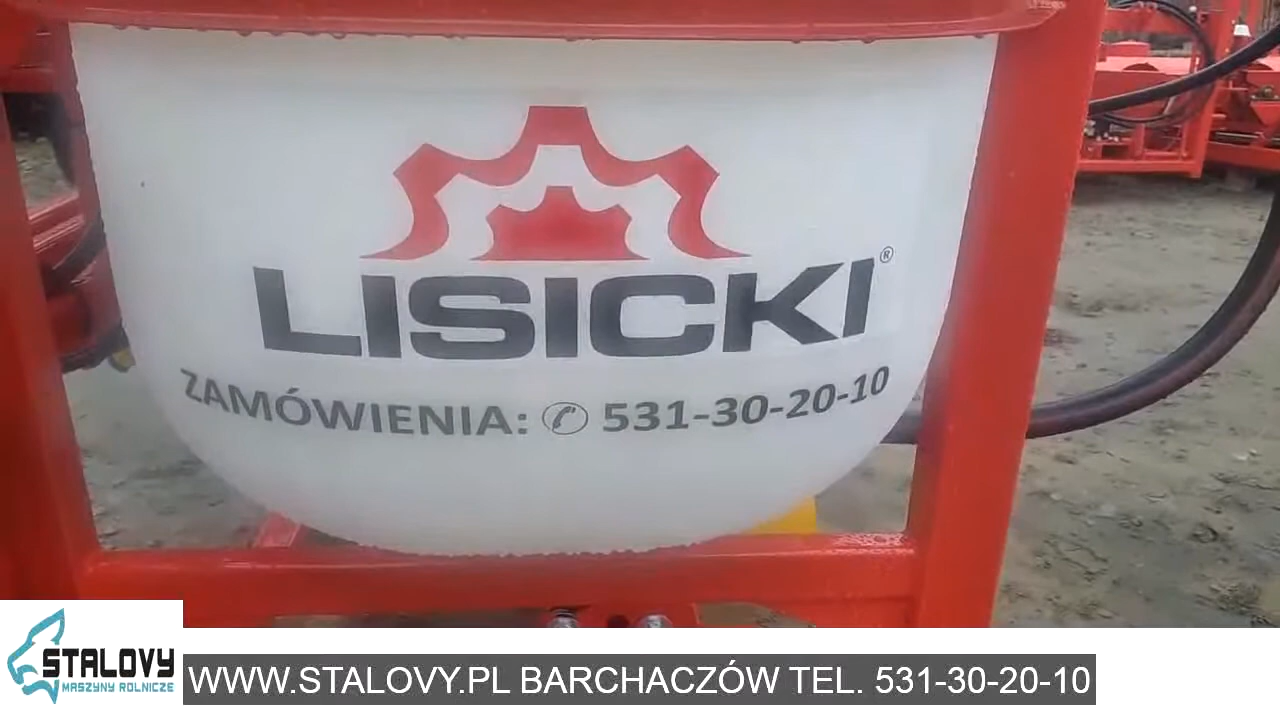 LISICKI®
ZAMÓWIENIA: ✆ 531-30-20-10
STALOVY
MASZYNY ROLNICZE
WWW.STALOVY.PL BARCHACZÓW TEL. 531-30-20-10